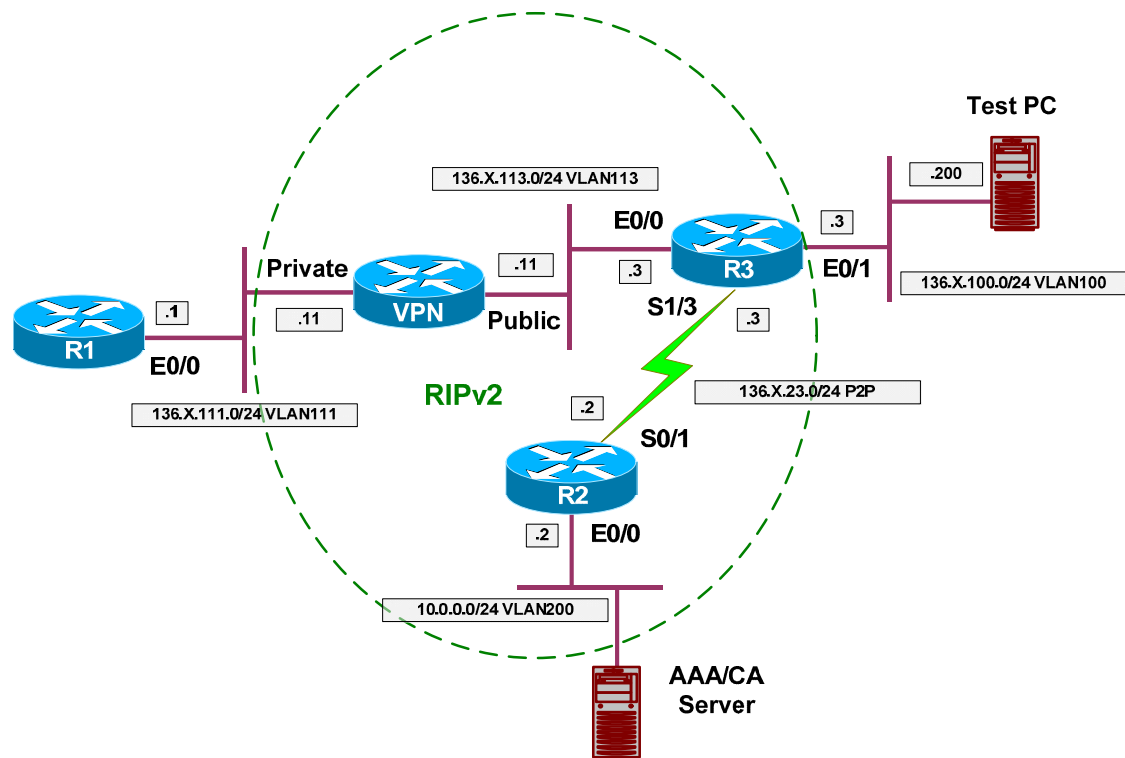 Test PC
.200
136.X.113.0/24 VLAN113
E0/0
.3
R3
.3
E0/1
136.X.100.0/24 VLAN100
Private
.11
VPN
.11
Public
S1/3
.3
.1
R1
E0/0
136.X.111.0/24 VLAN111
RIPv2
136.X.23.0/24 P2P
.2
S0/1
R2
.2
E0/0
10.0.0.0/24 VLAN200
AAA/CA
Server